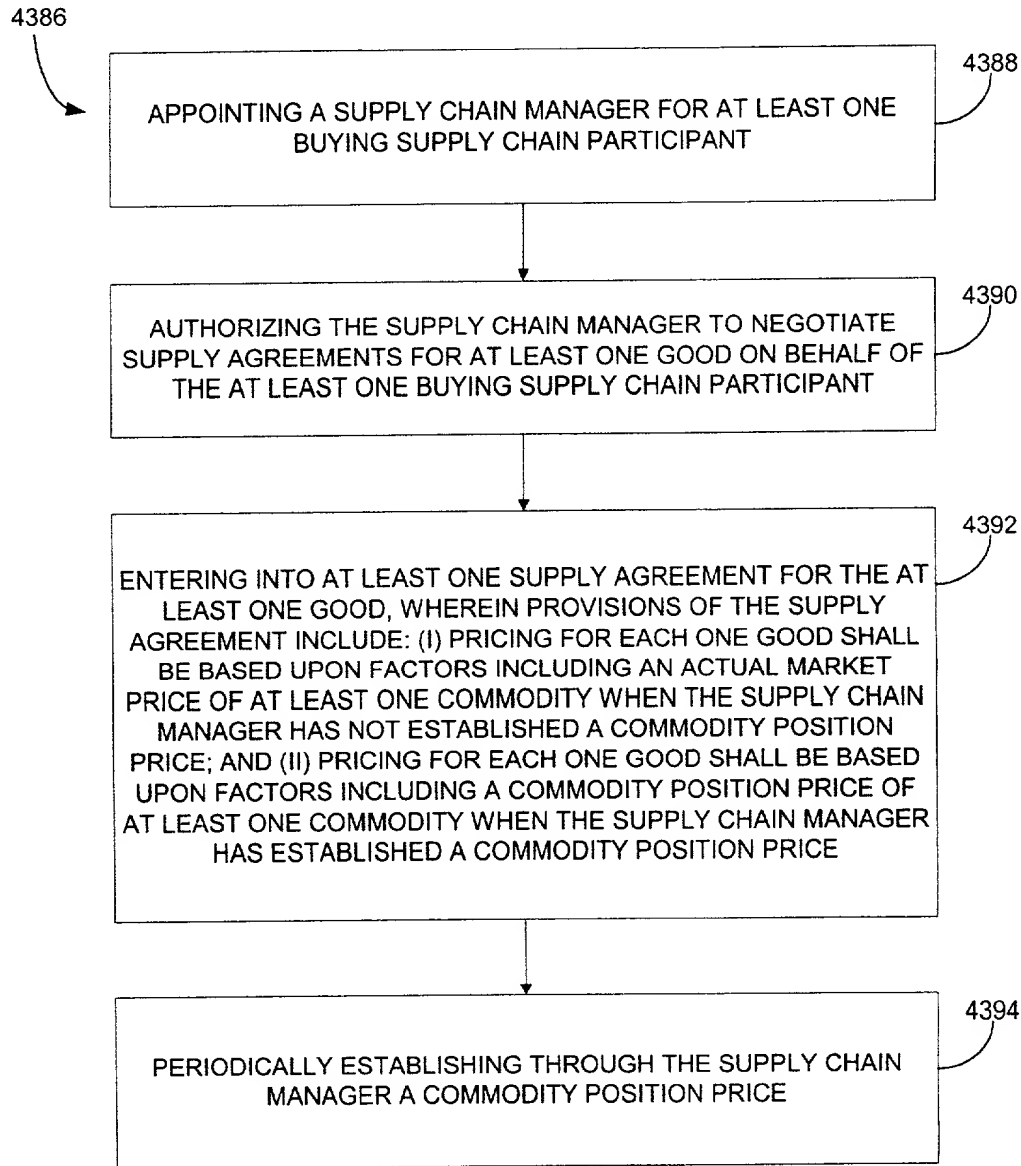 4386
4388
APPOINTING A SUPPLY CHAIN MANAGER FOR AT LEAST ONE
BUYING SUPPLY CHAIN PARTICIPANT
4390
AUTHORIZING THE SUPPLY CHAIN MANAGER TO NEGOTIATE
SUPPLY AGREEMENTS FOR AT LEAST ONE GOOD ON BEHALF OF
THE AT LEAST ONE BUYING SUPPLY CHAIN PARTICIPANT
4392
ENTERING INTO AT LEAST ONE SUPPLY AGREEMENT FOR THE AT
LEAST ONE GOOD, WHEREIN PROVISIONS OF THE SUPPLY
AGREEMENT INCLUDE: (I) PRICING FOR EACH ONE GOOD SHALL
BE BASED UPON FACTORS INCLUDING AN ACTUAL MARKET
PRICE OF AT LEAST ONE COMMODITY WHEN THE SUPPLY CHAIN
MANAGER HAS NOT ESTABLISHED A COMMODITY POSITION
PRICE; AND (II) PRICING FOR EACH ONE GOOD SHALL BE BASED
UPON FACTORS INCLUDING A COMMODITY POSITION PRICE OF
AT LEAST ONE COMMODITY WHEN THE SUPPLY CHAIN MANAGER
HAS ESTABLISHED A COMMODITY POSITION PRICE
4394
PERIODICALLY ESTABLISHING THROUGH THE SUPPLY CHAIN
MANAGER A COMMODITY POSITION PRICE